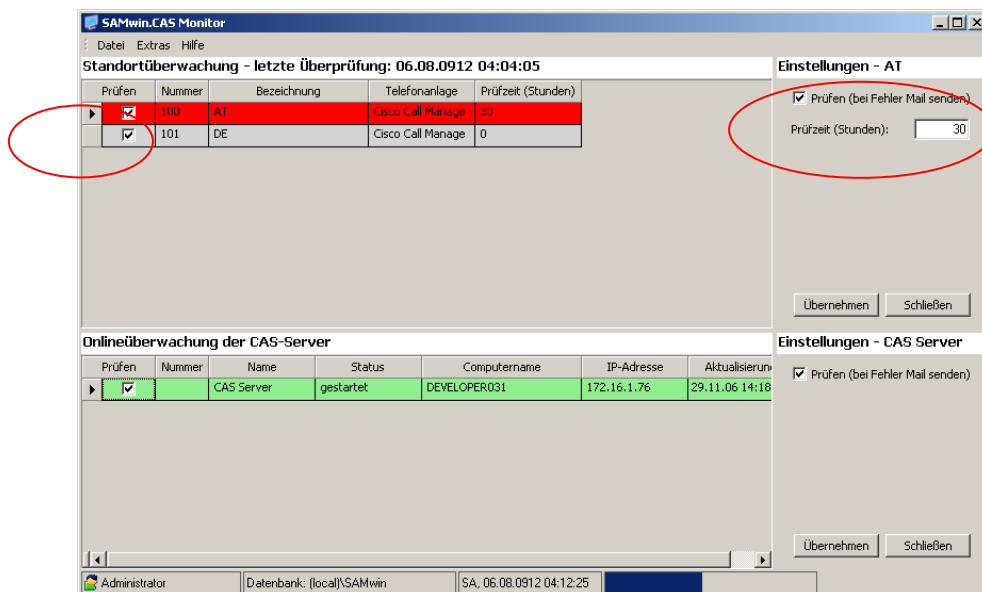 SAMwin.CAS Monitor
Datei Extras Hilfe
Standortüberwachung - letzte Überprüfung: 06.08.0912 04:04:05
Prüfen Nummer Bezeichnung Telefonanlage Prüfzeit (Stunden)
100 AT Cisco Call Manage 30
101 DE Cisco Call Manage 0
Einstellungen - AT
Prüfen (bei Fehler Mail senden)
Prüfzeit (Stunden): 30
Übernehmen Schließen
Onlineüberwachung der CAS-Server
Prüfen Nummer Name Status Computername IP-Adresse Aktualisierun
CAS Server gestartet DEVELOPER031 172.16.1.76 29.11.06 14:18
Einstellungen - CAS Server
Prüfen (bei Fehler Mail senden)
Übernehmen Schließen
Administrator Datenbank: (local)\SAMwin SA, 06.08.0912 04:12:25